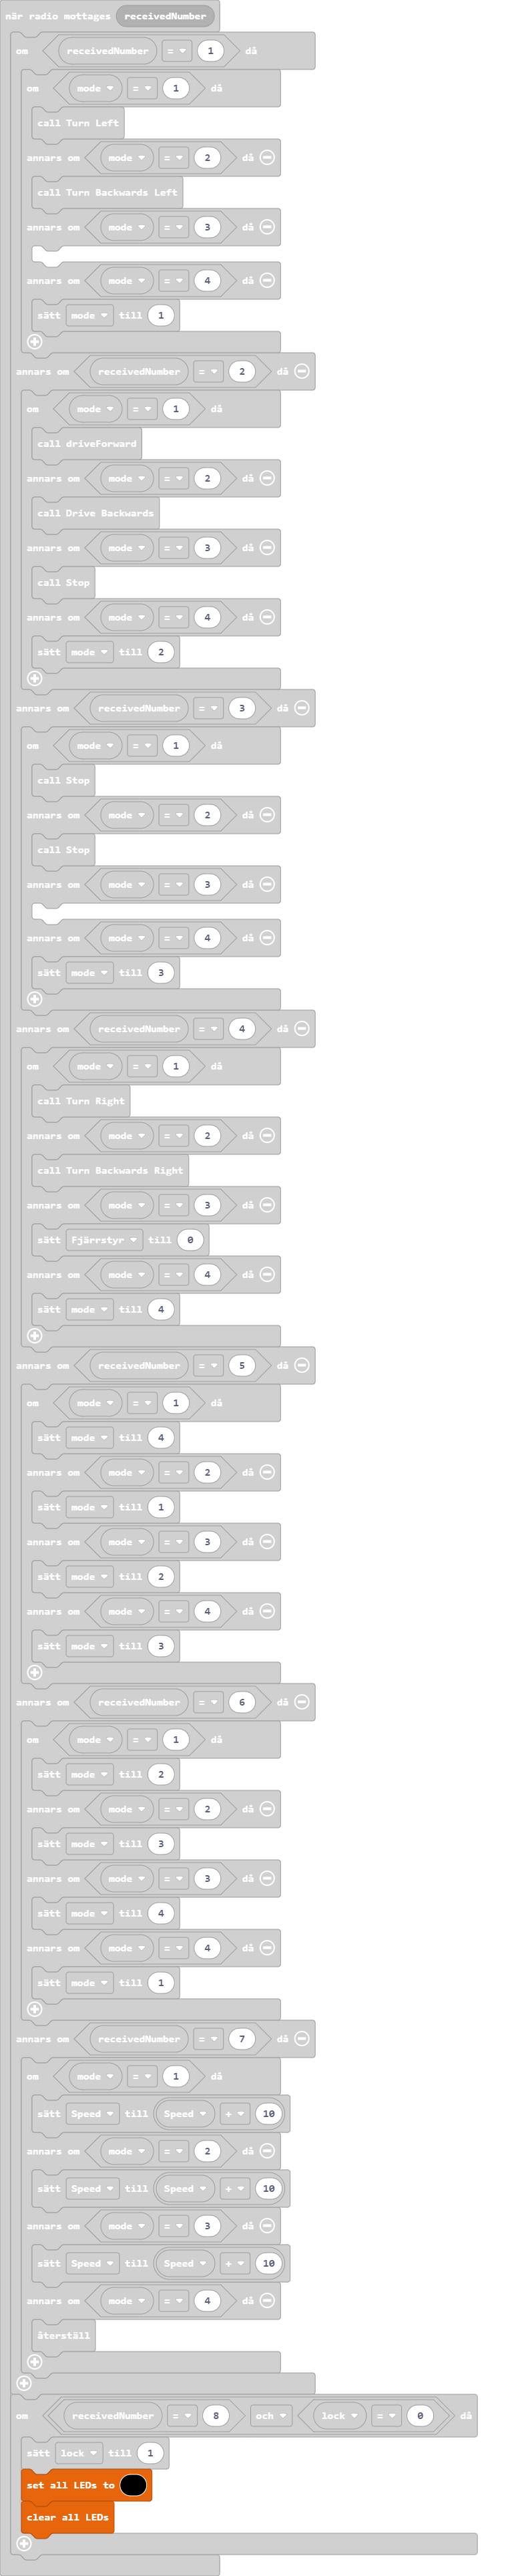 när radio mottages receivedNumber
om receivedNumber = 1 då
om mode = 1 då
call Turn Left
annars om mode = 2 då
call Turn Backwards Left
annars om mode = 3 då
annars om mode = 4 då
sätt mode till 1
annars om receivedNumber = 2 då
om mode = 1 då
call driveForward
annars om mode = 2 då
call Drive Backwards
annars om mode = 3 då
call Stop
annars om mode = 4 då
sätt mode till 2
annars om receivedNumber = 3 då
om mode = 1 då
call Stop
annars om mode = 2 då
call Stop
annars om mode = 3 då
annars om mode = 4 då
sätt mode till 3
annars om receivedNumber = 4 då
om mode = 1 då
call Turn Right
annars om mode = 2 då
call Turn Backwards Right
annars om mode = 3 då
sätt Fjärrstyr till 0
annars om mode = 4 då
sätt mode till 4
annars om receivedNumber = 5 då
om mode = 1 då
sätt mode till 4
annars om mode = 2 då
sätt mode till 1
annars om mode = 3 då
sätt mode till 2
annars om mode = 4 då
sätt mode till 3
annars om receivedNumber = 6 då
om mode = 1 då
sätt mode till 2
annars om mode = 2 då
sätt mode till 3
annars om mode = 3 då
sätt mode till 4
annars om mode = 4 då
sätt mode till 1
annars om receivedNumber = 7 då
om mode = 1 då
sätt Speed till Speed + 10
annars om mode = 2 då
sätt Speed till Speed + 10
annars om mode = 3 då
sätt Speed till Speed + 10
annars om mode = 4 då
återställ
om receivedNumber = 8 och lock = 0 då
sätt lock till 1
set all LEDs to
clear all LEDs